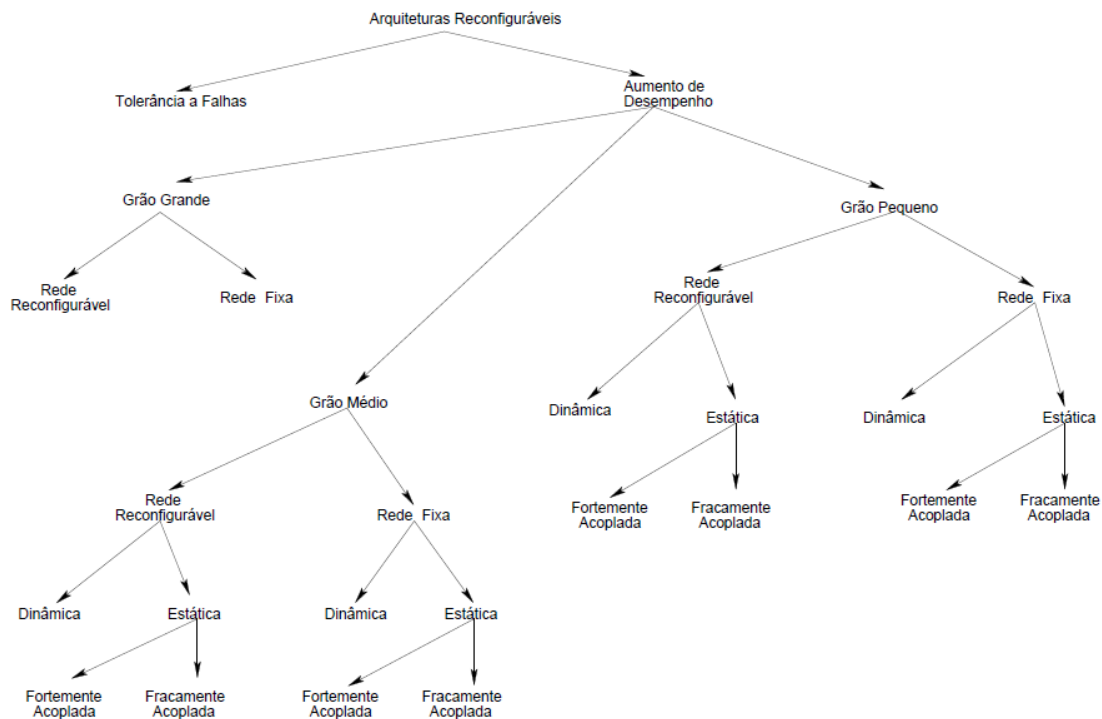 Arquiteturas Reconfiguráveis
Tolerância a Falhas
Aumento de
Desempenho
Grão Grande
Grão Pequeno
Rede
Reconfigurável
Rede Fixa
Rede
Reconfigurável
Rede Fixa
Grão Médio
Dinâmica
Estática
Dinâmica
Estática
Rede
Reconfigurável
Rede Fixa
Fortemente
Acoplada
Fracamente
Acoplada
Fortemente
Acoplada
Fracamente
Acoplada
Dinâmica
Estática
Dinâmica
Estática
Fortemente
Acoplada
Fracamente
Acoplada
Fortemente
Acoplada
Fracamente
Acoplada